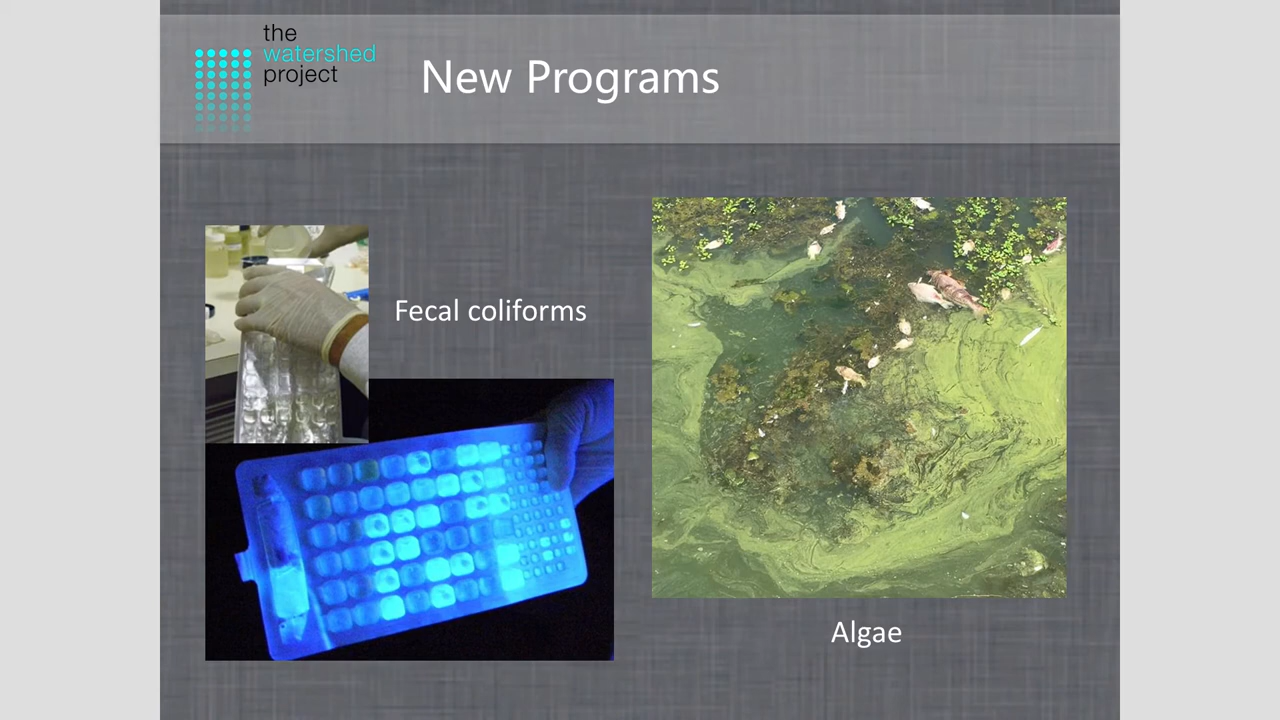 the
watershed
project
New Programs
Fecal coliforms
Algae